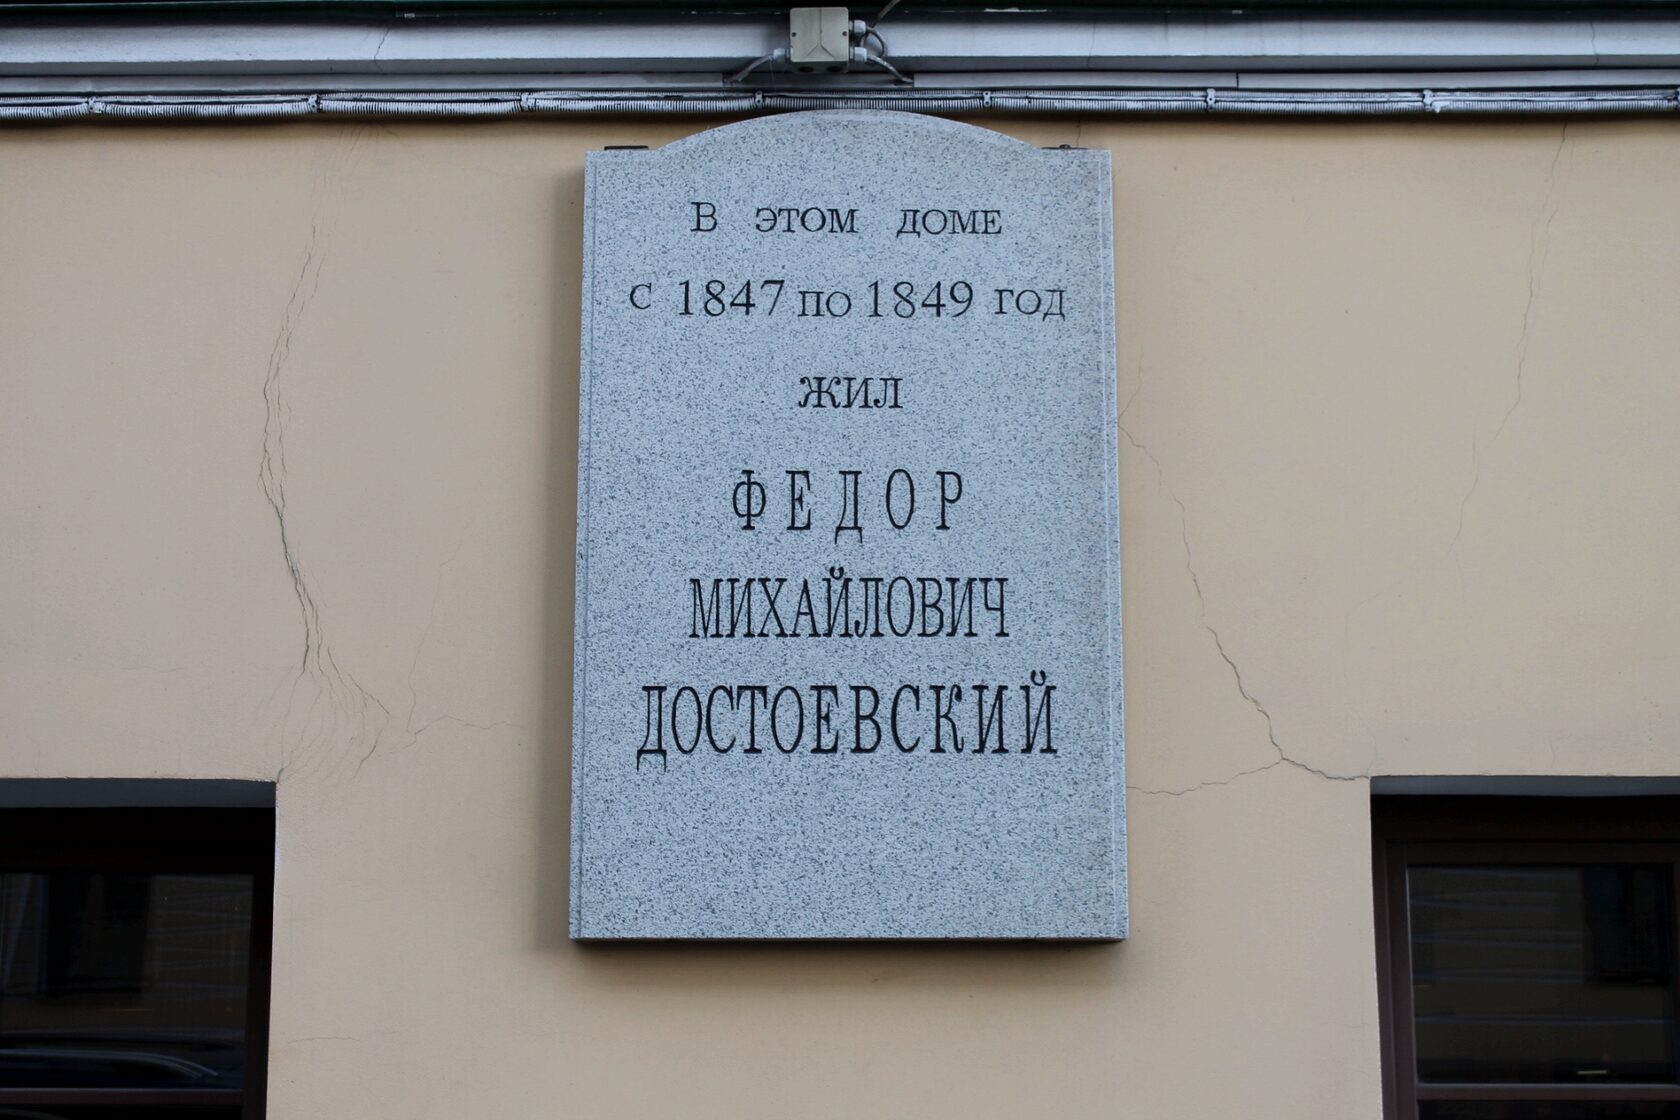 В ЭТОМ ДОМЕ
С 1847 ПО 1849 ГОД
ЖИЛ
ФЕДОР
МИХАЙЛОВИЧ
ДОСТОЕВСКИЙ